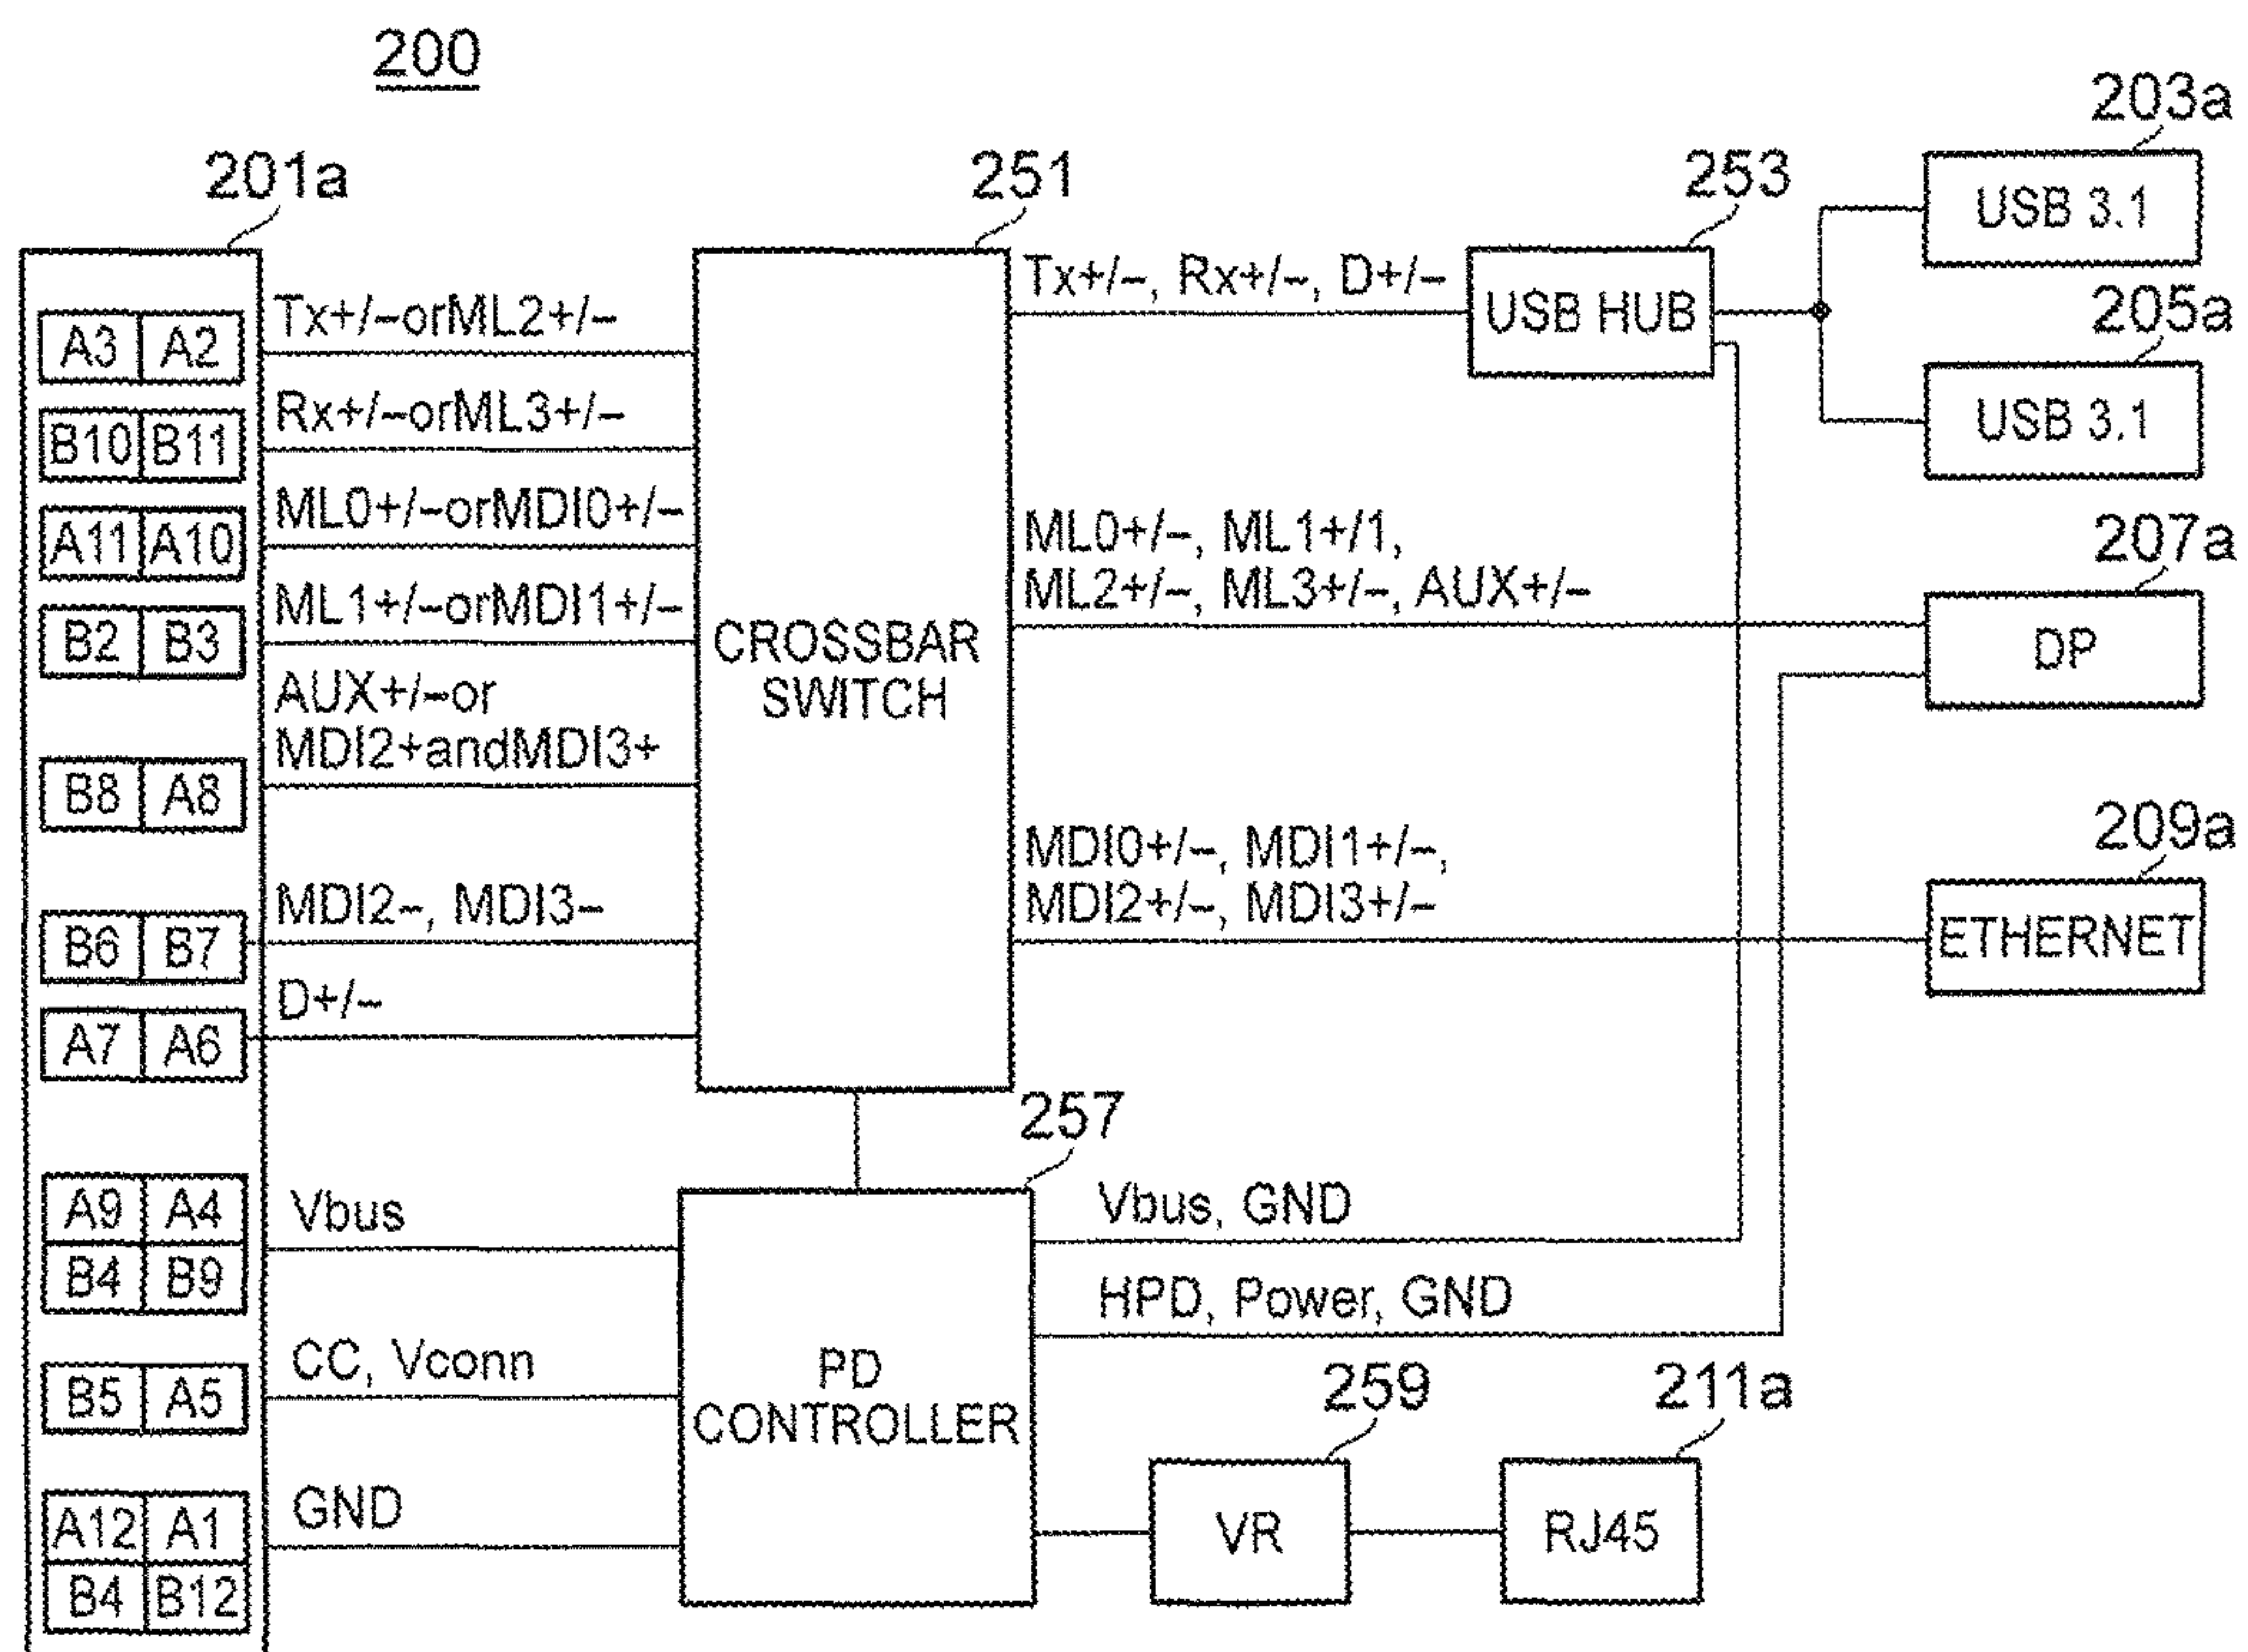 200
201a
A3 A2
B10 B11
A11 A10
B2 B3
B8 A8
B6 B7
A7 A6
A9 A4
B4 B9
B5 A5
A12 A1
B4 B12
Tx+/–orML2+/–
Rx+/–orML3+/–
ML0+/–orMDI0+/–
ML1+/–orMDI1+/–
AUX+/–or
MDI2+andMDI3+
MDI2–, MDI3–
D+/–
Vbus
CC, Vconn
GND
251
CROSSBAR
SWITCH
257
PD
CONTROLLER
Tx+/–, Rx+/–, D+/–
253
USB HUB
203a
USB 3.1
205a
USB 3.1
ML0+/–, ML1+/1,
ML2+/–, ML3+/–, AUX+/–
207a
DP
MDI0+/–, MDI1+/–,
MDI2+/–, MDI3+/–
209a
ETHERNET
Vbus, GND
HPD, Power, GND
259
VR
211a
RJ45